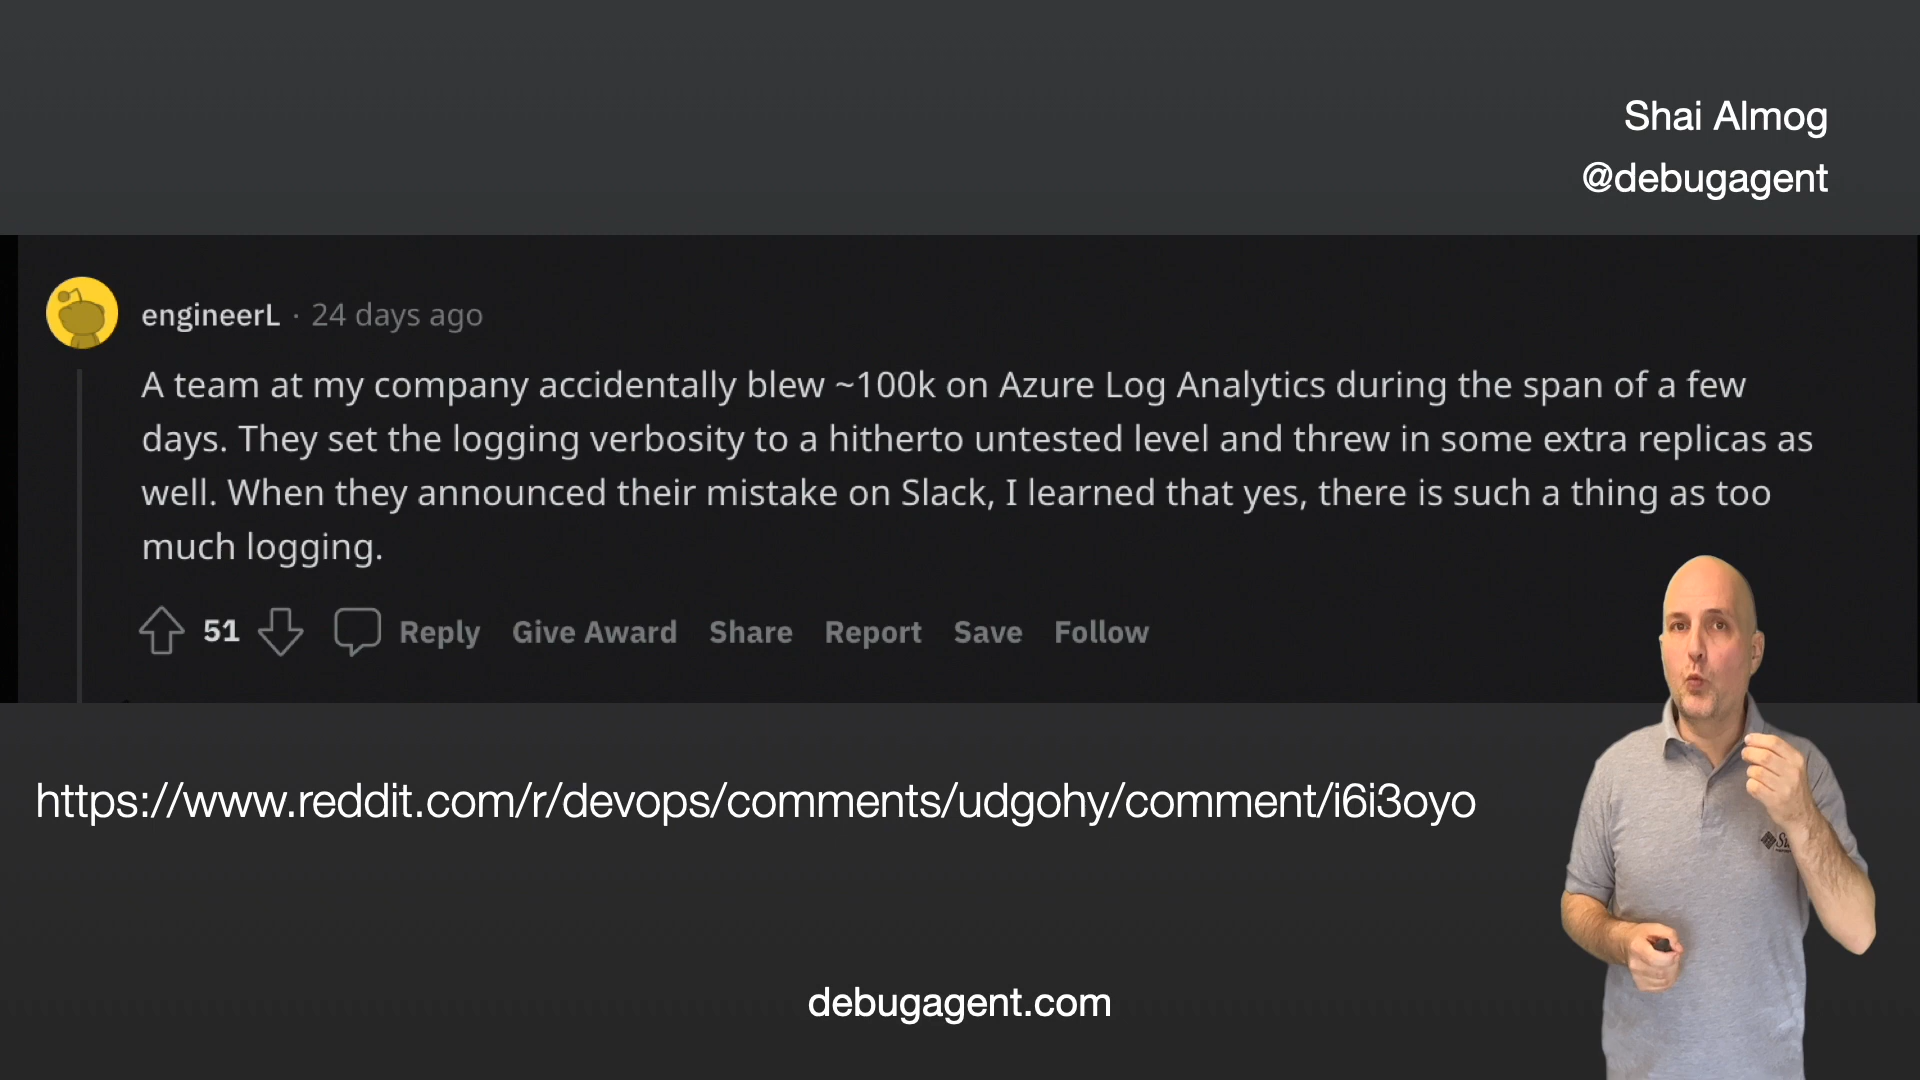 Shai Almog
@debugagent
engineerL · 24 days ago
A team at my company accidentally blew ~100k on Azure Log Analytics during the span of a few
days. They set the logging verbosity to a hitherto untested level and threw in some extra replicas as
well. When they announced their mistake on Slack, I learned that yes, there is such a thing as too
much logging.
51 Reply Give Award Share Report Save Follow
https://www.reddit.com/r/devops/comments/udgohy/comment/i6i3oyo
debugagent.com